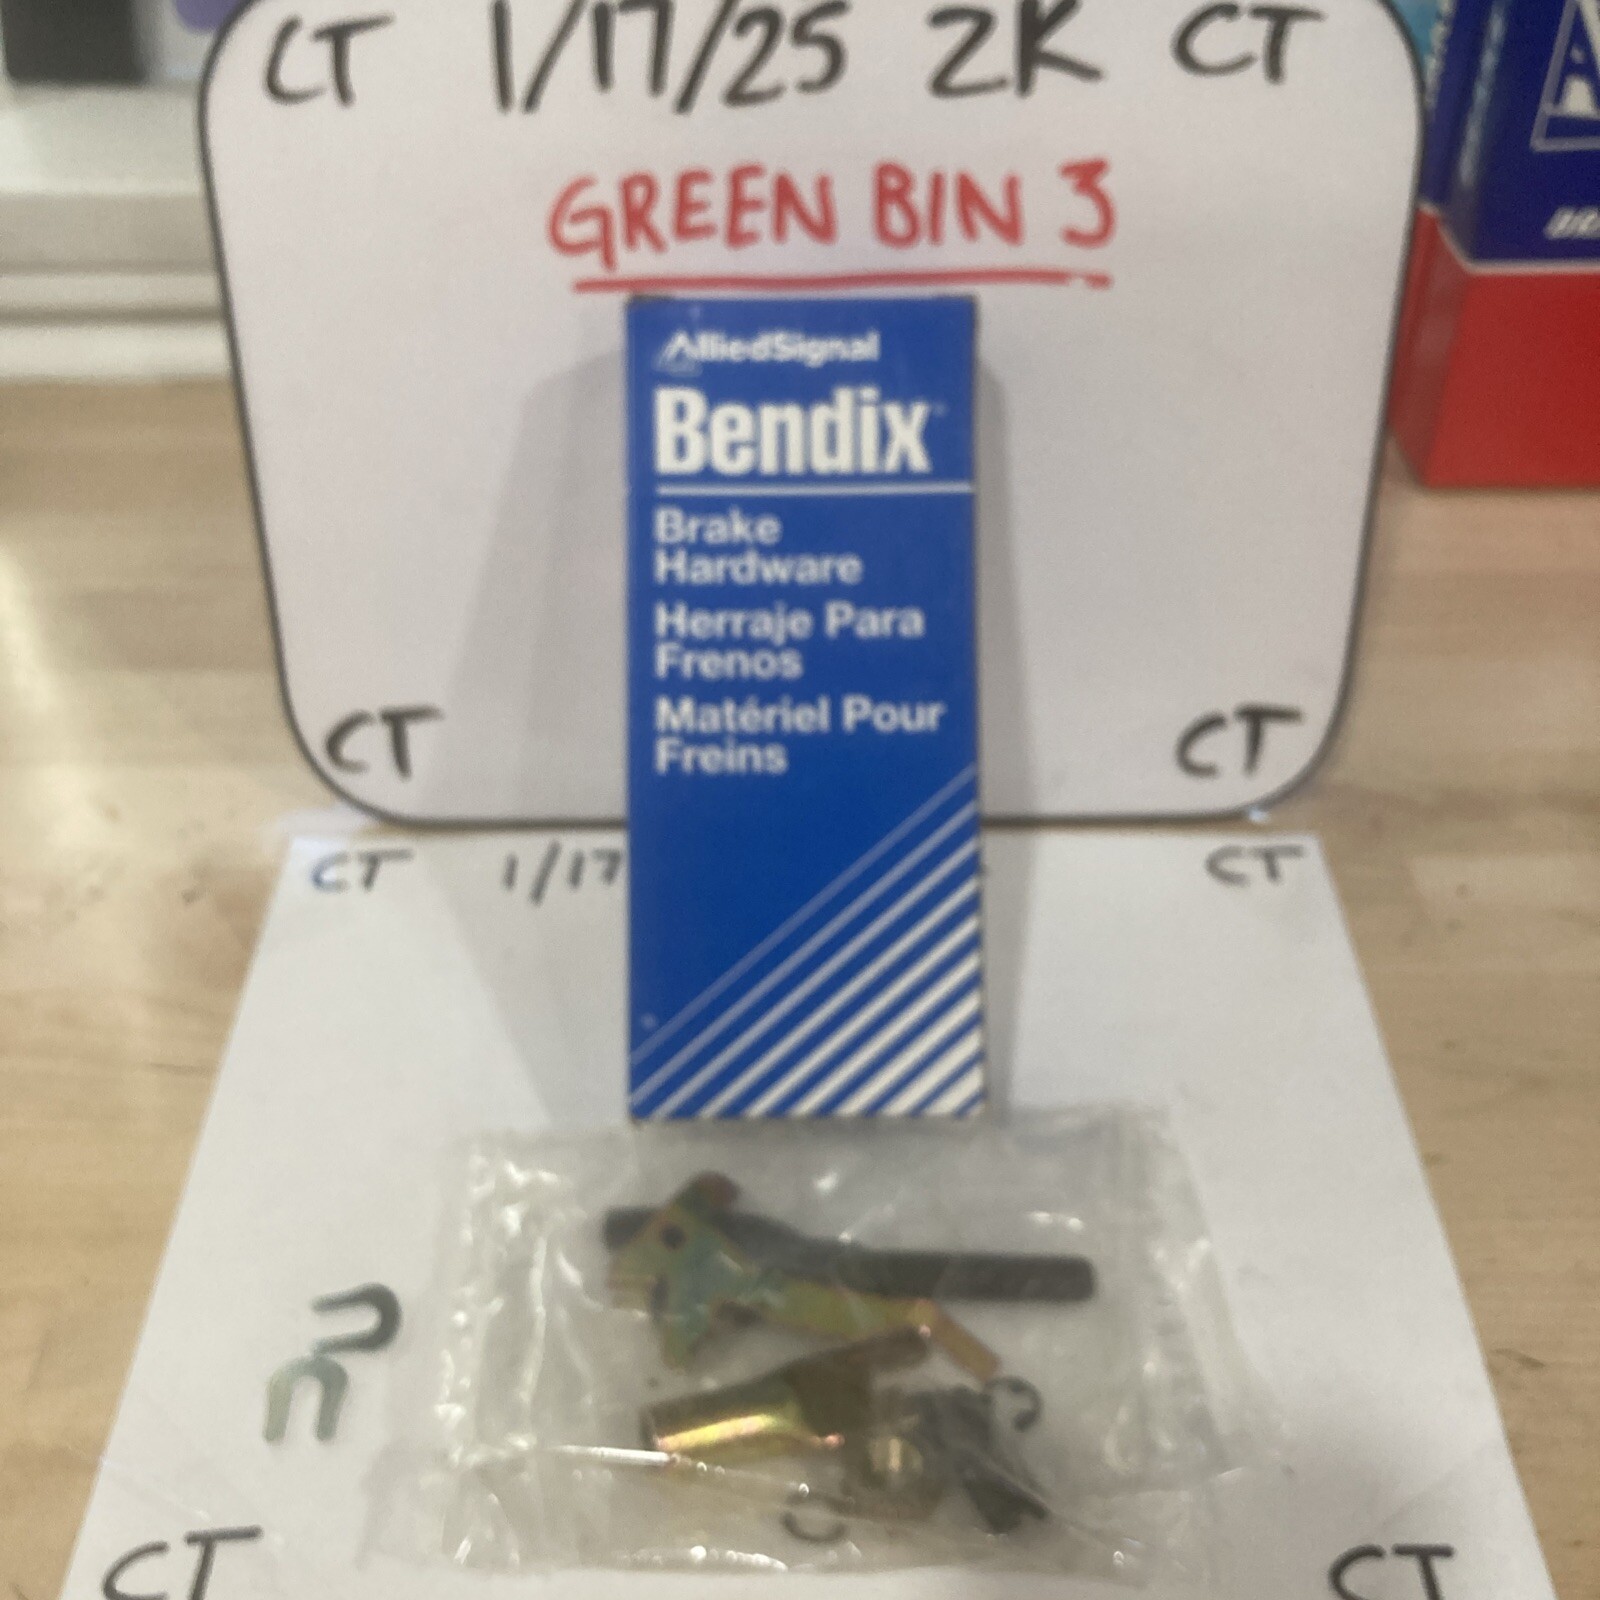 CT 1/17/25 2K CT
GREEN BIN 3
AlliedSignal
Bendix
Brake
Hardware
Herraje Para
Frenos
Matériel Pour
Freins
CT CT
CT 1/17 CT
CT CT